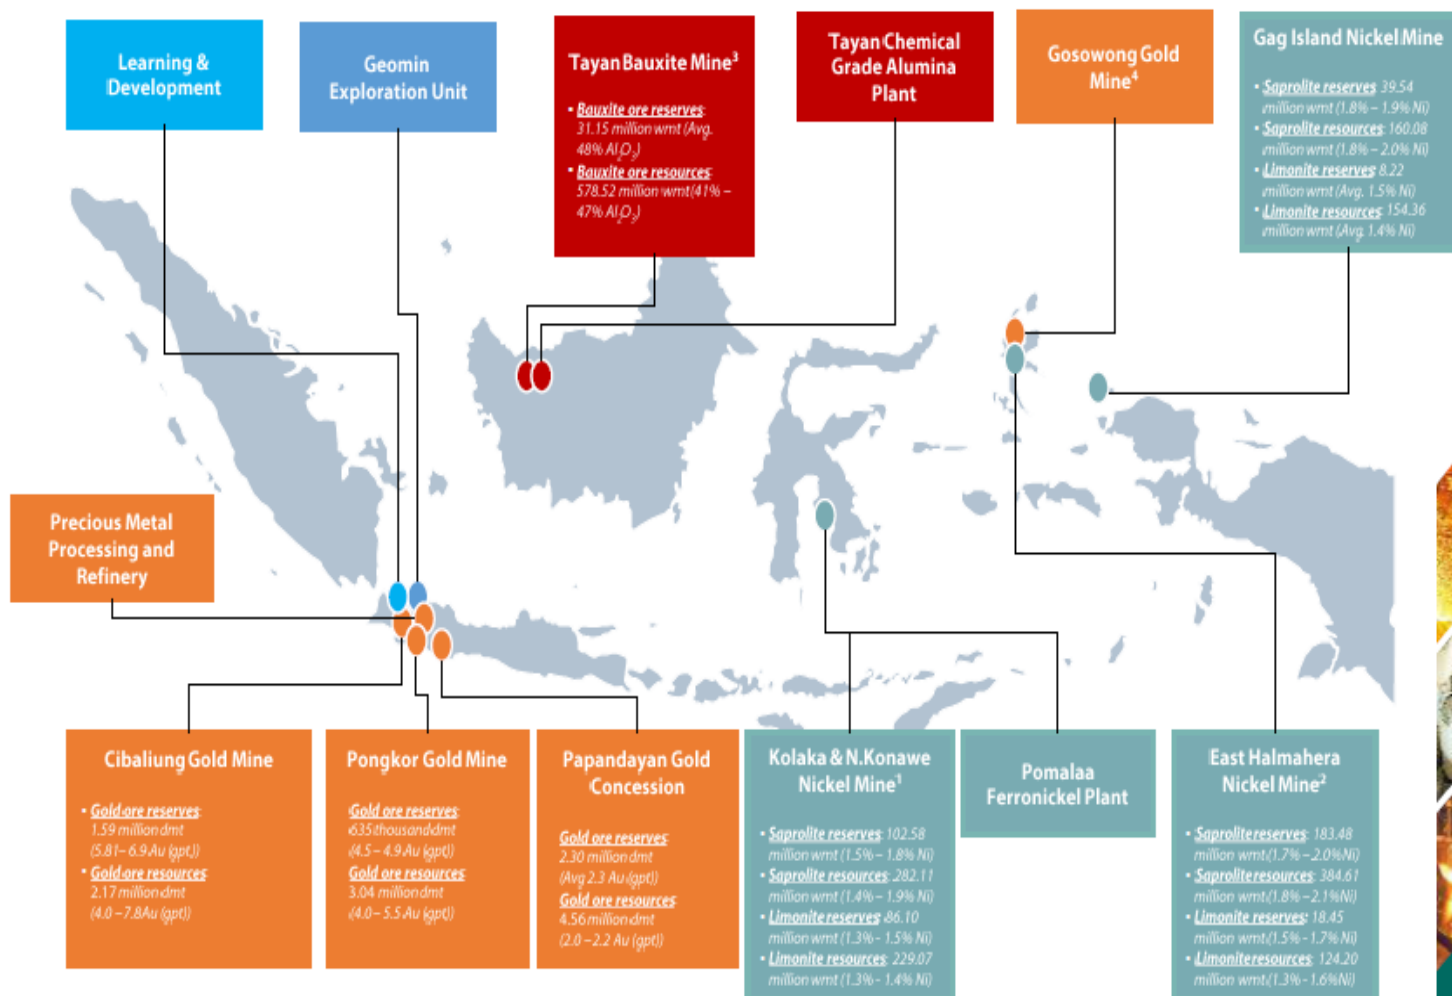 Learning &
Development
Geomin
Exploration Unit
Tayan Bauxite Mine³
• Bauxite ore reserves:
31.15 million wmt (Avg.
48% Al₂O₃)
• Bauxite ore resources:
578.52 million wmt (41% –
47% Al₂O₃)
Tayan Chemical
Grade Alumina
Plant
Gosowong Gold
Mine⁴
Gag Island Nickel Mine
• Saprolite reserves: 39.54
million wmt (1.8% – 1.9% Ni)
• Saprolite resources: 160.08
million wmt (1.8% – 2.0% Ni)
• Limonite reserves: 8.22
million wmt (Avg. 1.5% Ni)
• Limonite resources: 154.36
million wmt (Avg. 1.4% Ni)
Precious Metal
Processing and
Refinery
Cibaliung Gold Mine
• Gold ore reserves:
1.59 million dmt
(5.81– 6.9 Au (gpt,))
• Gold ore resources:
2.17 million dmt
(4.0 – 7.8 Au (gpt))
Pongkor Gold Mine
Gold ore reserves:
635 thousand dmt
(4.5 – 4.9 Au (gpt))
Gold ore resources:
3.04 million dmt
(4.0 – 5.5 Au (gpt))
Papandayan Gold
Concession
Gold ore reserves:
2.30 million dmt
(Avg 2.3 Au (gpt))
Gold ore resources:
4.56 million dmt
(2.0 – 2.2 Au (gpt))
Kolaka & N.Konawe
Nickel Mine¹
• Saprolite reserves: 102.58
million wmt (1.5% – 1.8% Ni)
• Saprolite resources: 282.11
million wmt (1.4% – 1.9% Ni)
• Limonite reserves: 86.10
million wmt (1.3% - 1.5% Ni)
• Limonite resources: 229.07
million wmt (1.3% – 1.4% Ni)
Pomalaa
Ferronickel Plant
East Halmahera
Nickel Mine²
• Saprolite reserves: 183.48
million wmt (1.7% – 2.0% Ni)
• Saprolite resources: 384.61
million wmt (1.8% – 2.1% Ni)
• Limonite reserves: 18.45
million wmt (1.5% - 1.7% Ni)
• Limonite resources: 124.20
million wmt (1.3% - 1.6% Ni)